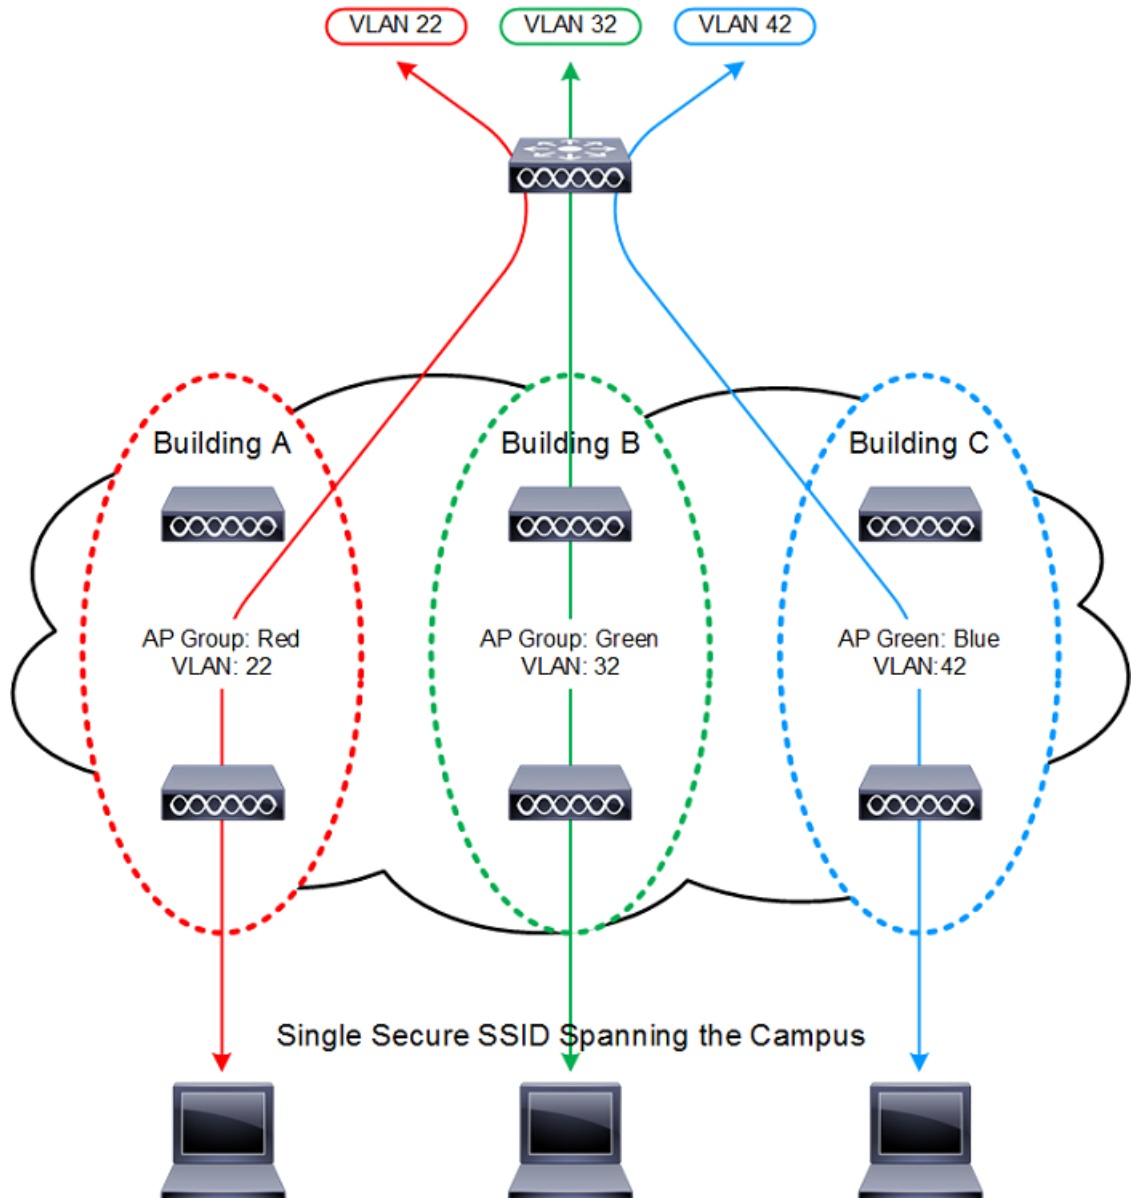 VLAN 22
VLAN 32
VLAN 42
Building A
Building B
Building C
AP Group: Red
VLAN: 22
AP Group: Green
VLAN: 32
AP Green: Blue
VLAN:42
Single Secure SSID Spanning the Campus